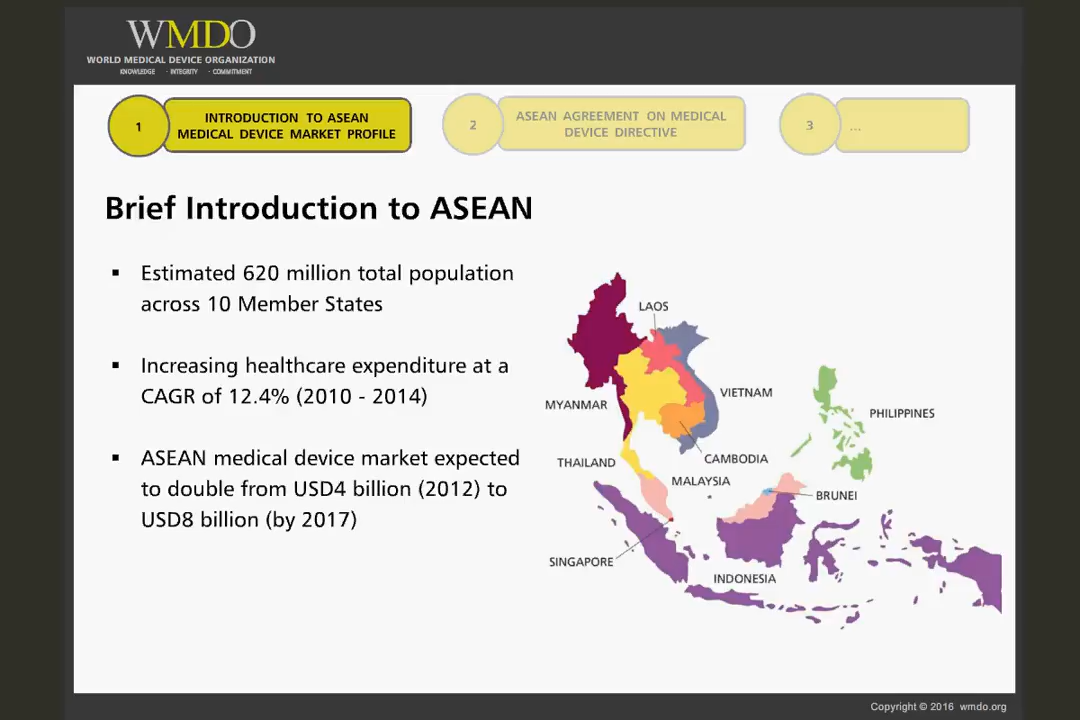 WMDO
WORLD MEDICAL DEVICE ORGANIZATION
KNOWLEDGE · INTEGRITY · COMMITMENT
1
INTRODUCTION TO ASEAN
MEDICAL DEVICE MARKET PROFILE
2
ASEAN AGREEMENT ON MEDICAL
DEVICE DIRECTIVE
3
...
Brief Introduction to ASEAN
▪ Estimated 620 million total population
across 10 Member States
▪ Increasing healthcare expenditure at a
CAGR of 12.4% (2010 - 2014)
▪ ASEAN medical device market expected
to double from USD4 billion (2012) to
USD8 billion (by 2017)
LAOS
VIETNAM
MYANMAR
PHILIPPINES
CAMBODIA
THAILAND
MALAYSIA
BRUNEI
SINGAPORE
INDONESIA
Copyright © 2016 wmdo.org